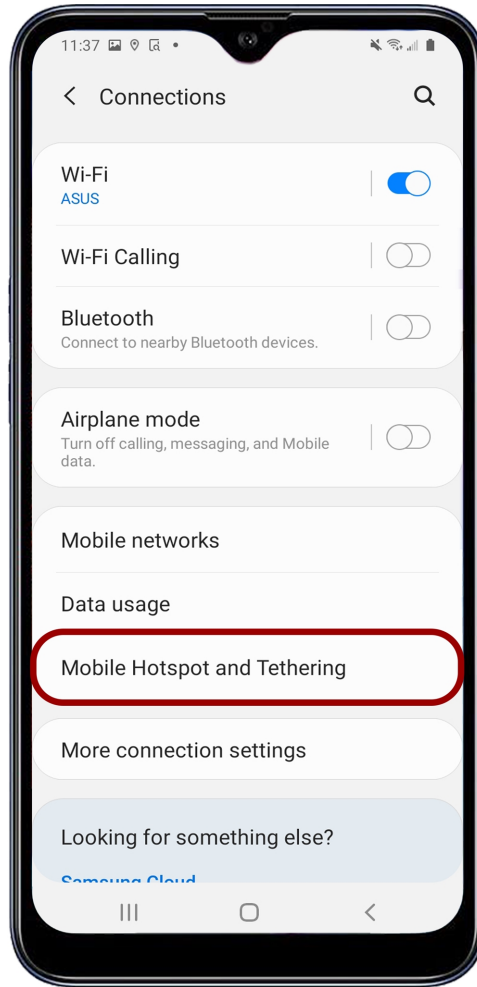 11:37
Connections
Wi-Fi
ASUS
Wi-Fi Calling
Bluetooth
Connect to nearby Bluetooth devices.
Airplane mode
Turn off calling, messaging, and Mobile
data.
Mobile networks
Data usage
Mobile Hotspot and Tethering
More connection settings
Looking for something else?
Samsung Cloud